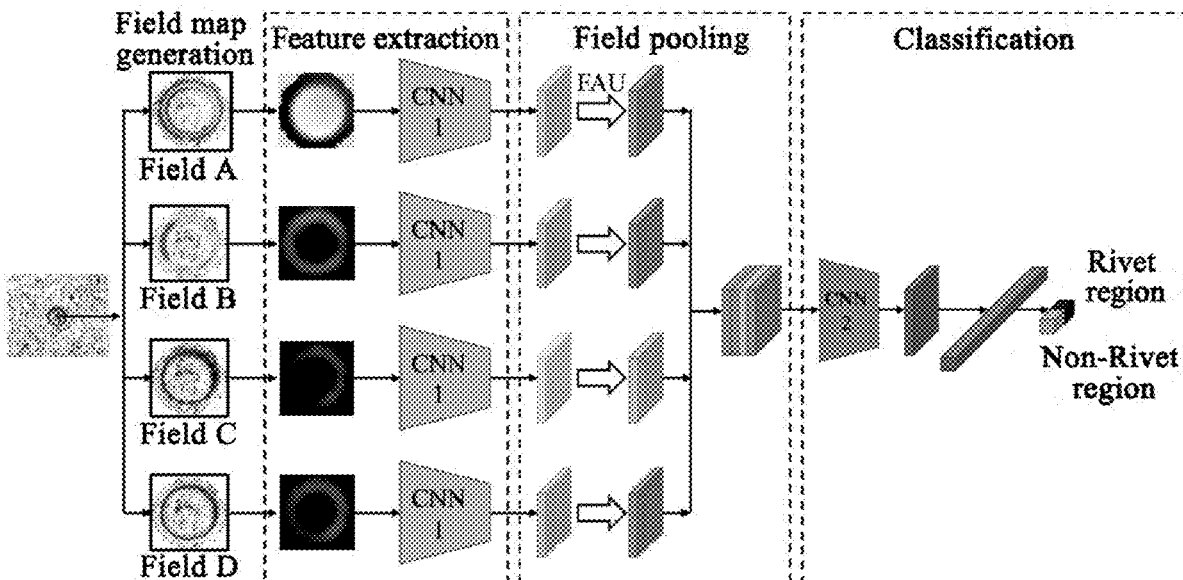 Field map
generation
Feature extraction
Field pooling
Classification
CNN
1
FAU
Field A
CNN
1
Field B
CNN
1
Field C
CNN
1
Field D
CNN
2
Rivet
region
Non-Rivet
region